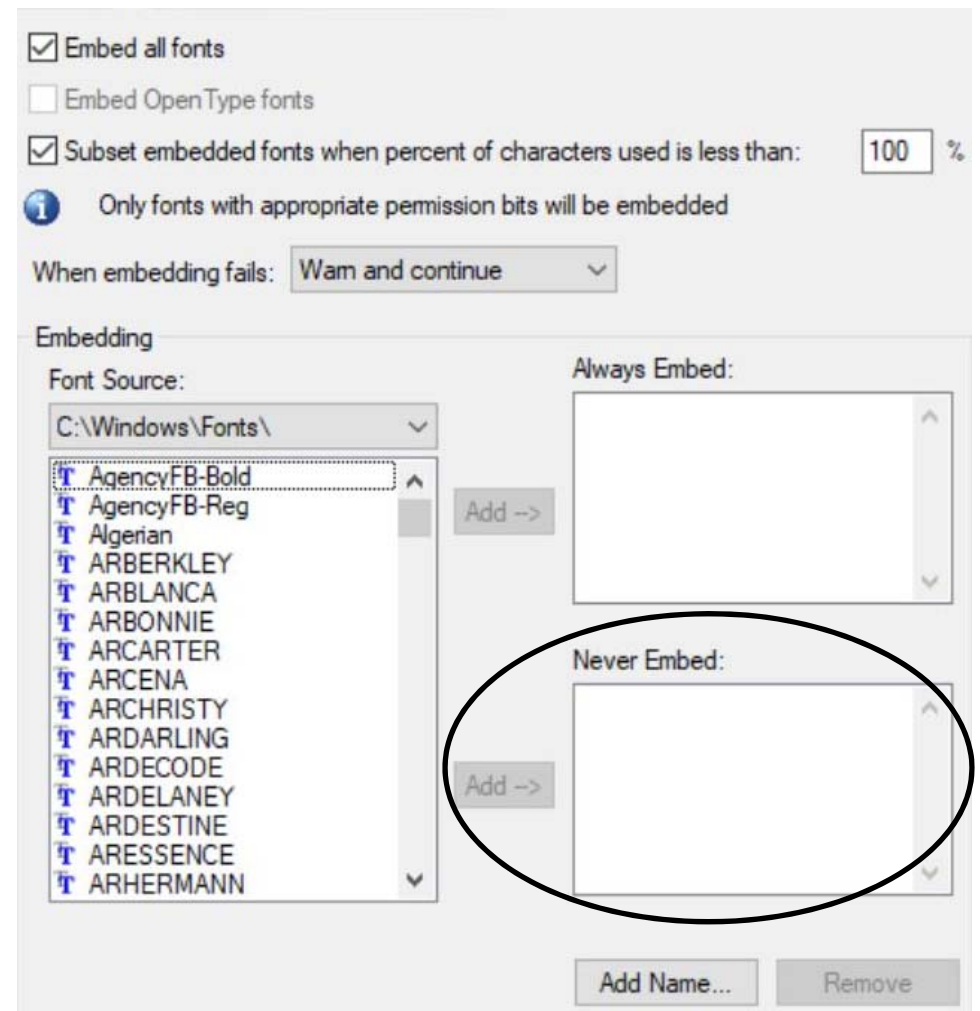 Embed all fonts
Embed OpenType fonts
Subset embedded fonts when percent of characters used is less than: 100 %
Only fonts with appropriate permission bits will be embedded
When embedding fails: Warn and continue
Embedding
Font Source:
C:\Windows\Fonts\
AgencyFB-Bold
AgencyFB-Reg
Algerian
ARBERKLEY
ARBLANCA
ARBONNIE
ARCARTER
ARCENA
ARCHRISTY
ARDARLING
ARDECODE
ARDELANEY
ARDESTINE
ARESSENCE
ARHERMANN
Add -->
Add -->
Always Embed:
Never Embed:
Add Name...
Remove